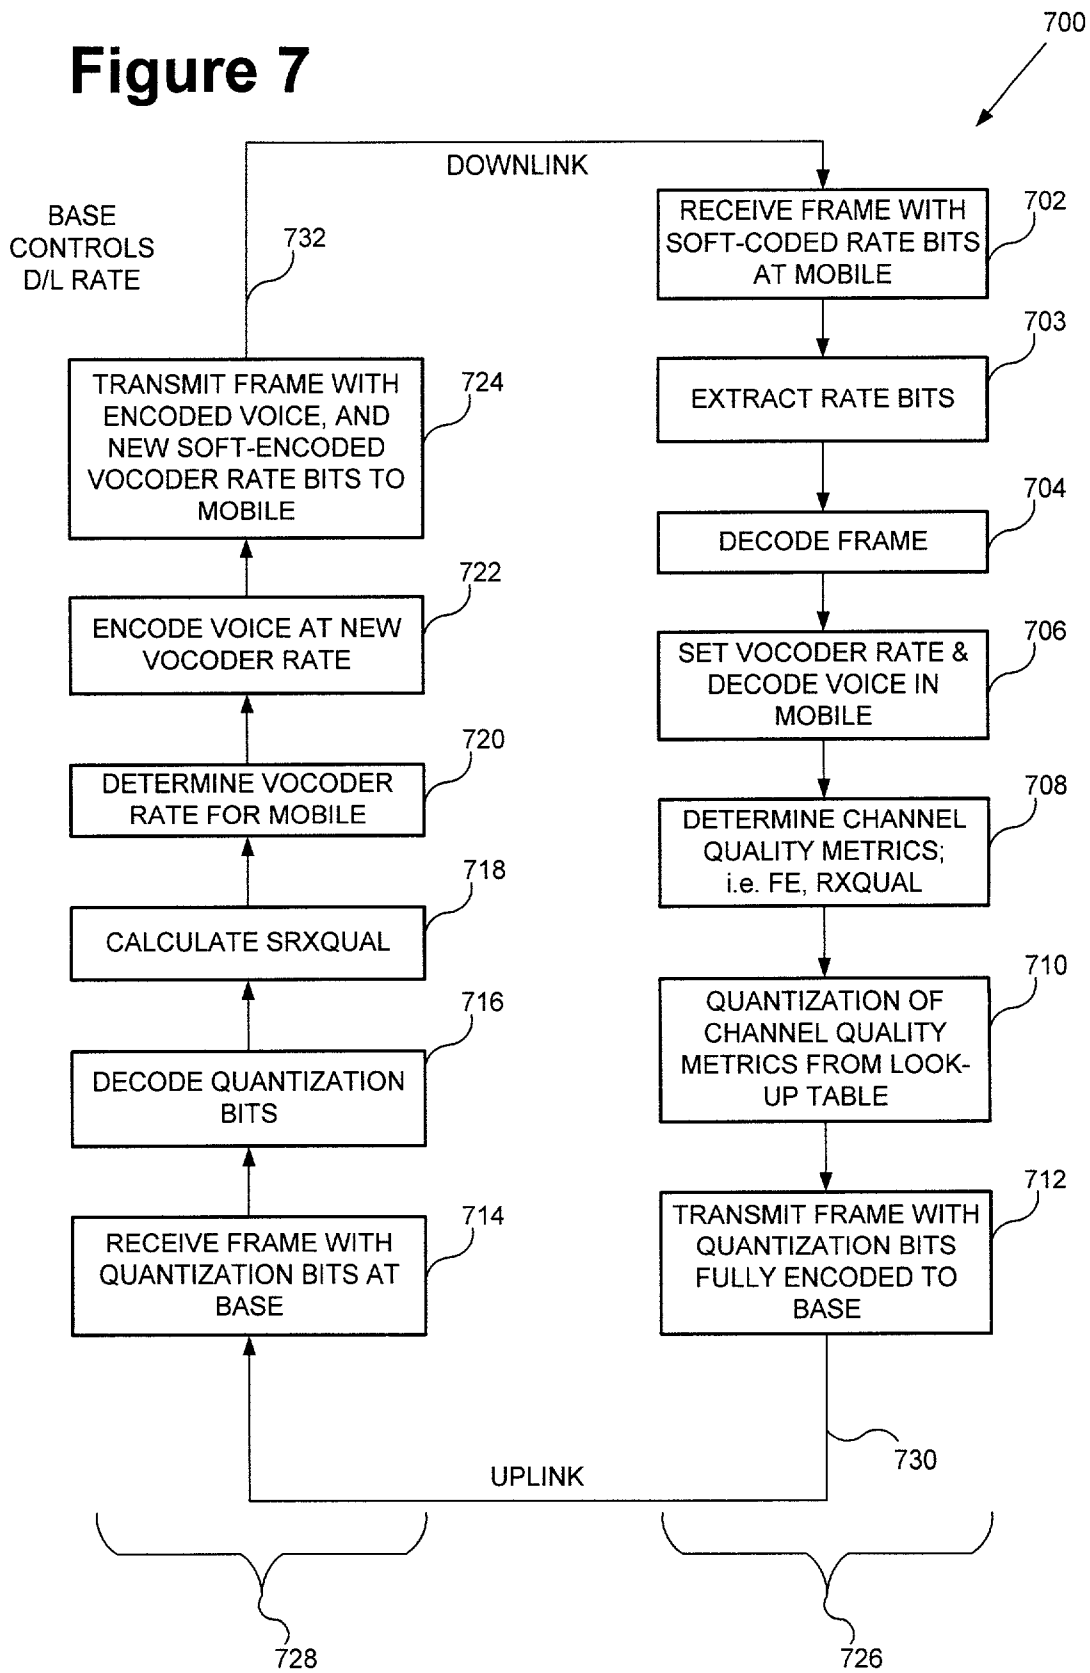 Figure 7
700
DOWNLINK
BASE
CONTROLS
D/L RATE
732
TRANSMIT FRAME WITH
ENCODED VOICE, AND
NEW SOFT-ENCODED
VOCODER RATE BITS TO
MOBILE
724
ENCODE VOICE AT NEW
VOCODER RATE
722
DETERMINE VOCODER
RATE FOR MOBILE
720
CALCULATE SRXQUAL
718
DECODE QUANTIZATION
BITS
716
RECEIVE FRAME WITH
QUANTIZATION BITS AT
BASE
714
RECEIVE FRAME WITH
SOFT-CODED RATE BITS
AT MOBILE
702
EXTRACT RATE BITS
703
DECODE FRAME
704
SET VOCODER RATE &
DECODE VOICE IN
MOBILE
706
DETERMINE CHANNEL
QUALITY METRICS;
i.e. FE, RXQUAL
708
QUANTIZATION OF
CHANNEL QUALITY
METRICS FROM LOOK-
UP TABLE
710
TRANSMIT FRAME WITH
QUANTIZATION BITS
FULLY ENCODED TO
BASE
712
730
UPLINK
728
726